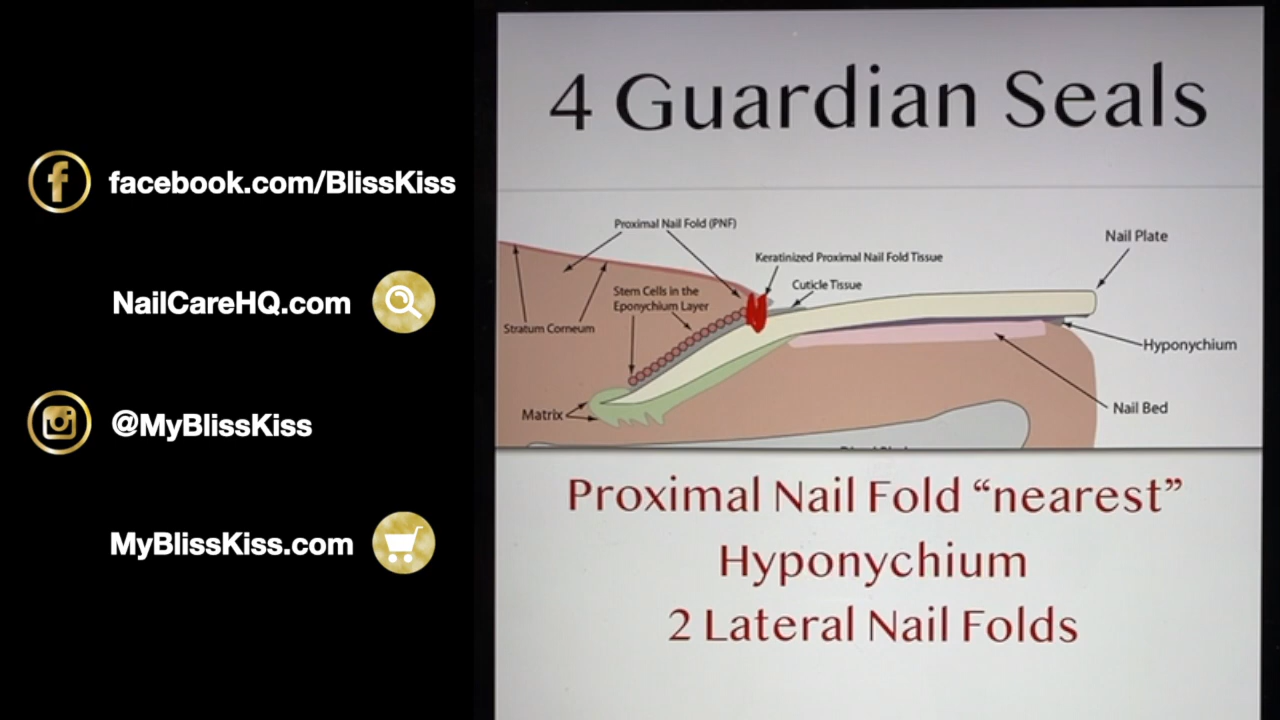 facebook.com/BlissKiss
NailCareHQ.com
@MyBlissKiss
MyBlissKiss.com
4 Guardian Seals
Proximal Nail Fold (PNF)
Nail Plate
Keratinized Proximal Nail Fold Tissue
Cuticle Tissue
Stem Cells in the
Eponychium Layer
Stratum Corneum
Hyponychium
Matrix
Nail Bed
Proximal Nail Fold “nearest”
Hyponychium
2 Lateral Nail Folds